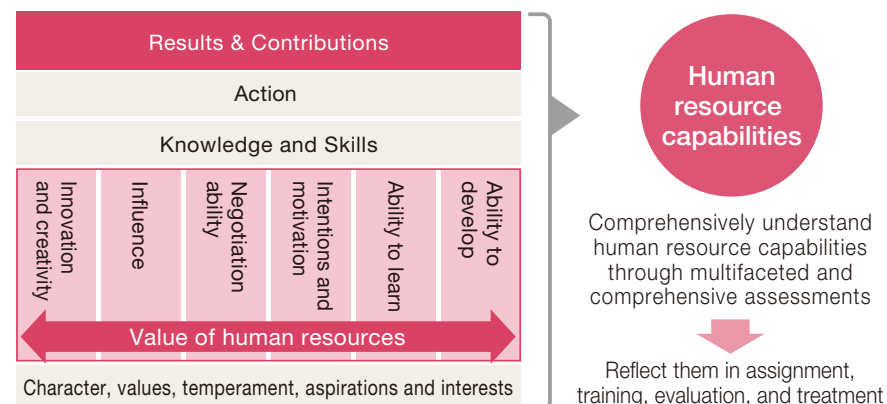 Results & Contributions
Action
Knowledge and Skills
Innovation
and creativity
Influence
Negotiation
ability
Intentions and
motivation
Ability to learn
Ability to
develop
Value of human resources
Character, values, temperament, aspirations and interests
Human
resource
capabilities
Comprehensively understand
human resource capabilities
through multifaceted and
comprehensive assessments
Reflect them in assignment,
training, evaluation, and treatment